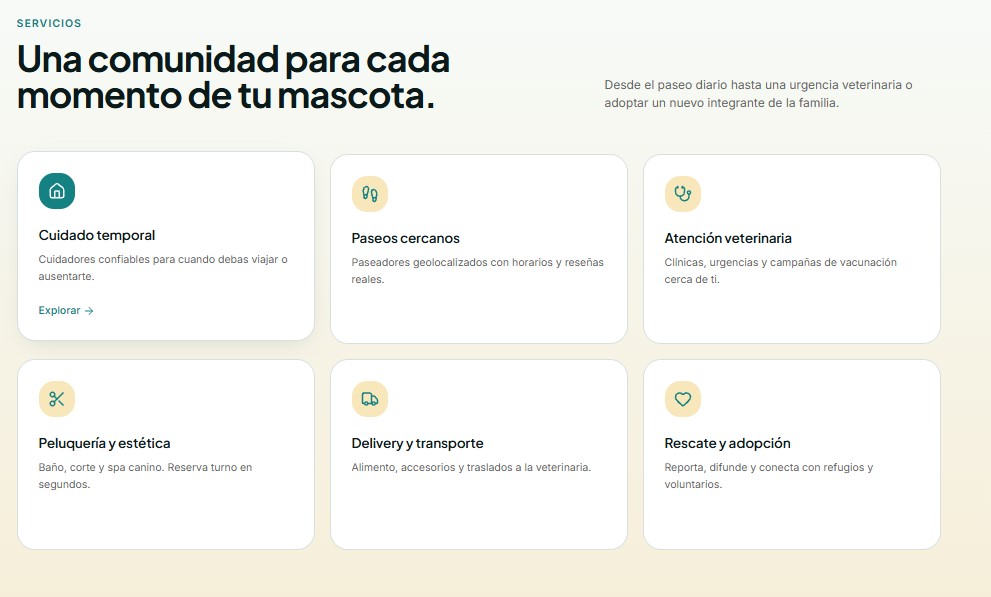 SERVICIOS
Una comunidad para cada
momento de tu mascota.
Desde el paseo diario hasta una urgencia veterinaria o
adoptar un nuevo integrante de la familia.
Cuidado temporal
Cuidadores confiables para cuando debas viajar o
ausentarte.
Explorar →
Paseos cercanos
Paseadores geolocalizados con horarios y reseñas
reales.
Atención veterinaria
Clínicas, urgencias y campañas de vacunación
cerca de ti.
Peluquería y estética
Baño, corte y spa canino. Reserva turno en
segundos.
Delivery y transporte
Alimento, accesorios y traslados a la veterinaria.
Rescate y adopción
Reporta, difunde y conecta con refugios y
voluntarios.